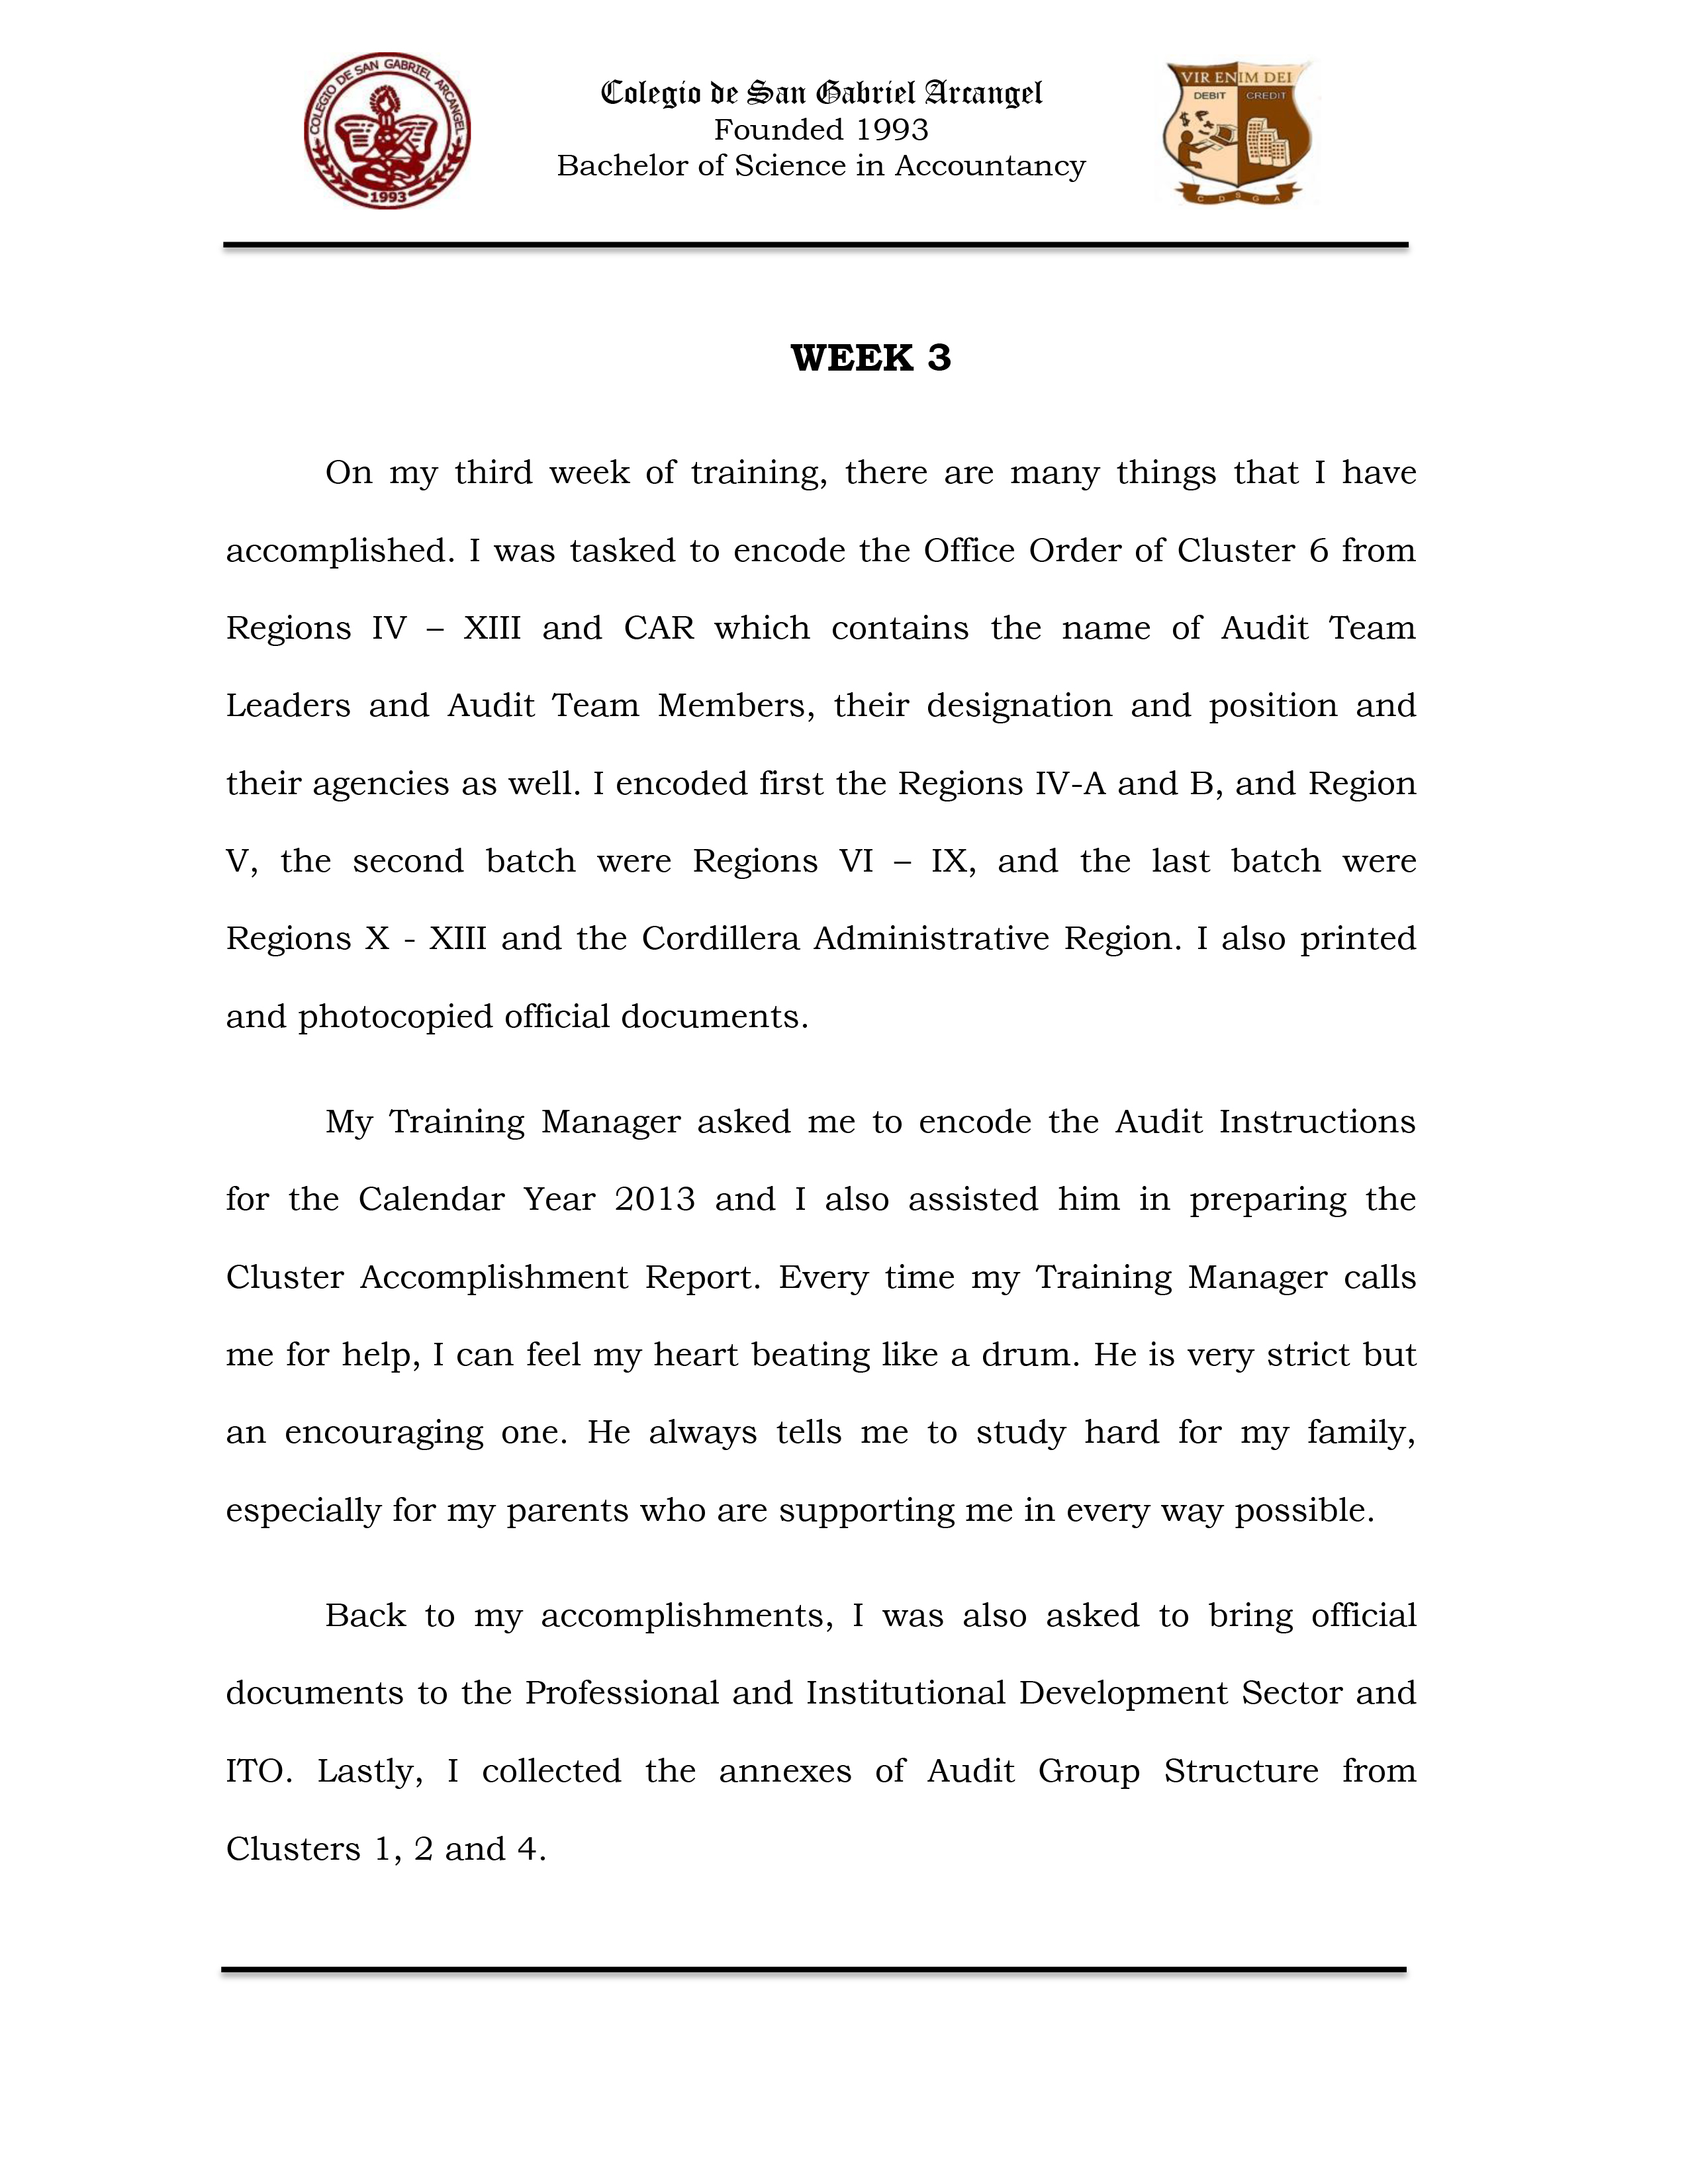 COLEGIO DE SAN GABRIEL ARCANGEL
1993
Colegio de San Gabriel Arcangel
Founded 1993
Bachelor of Science in Accountancy
VIR ENIM DEI
DEBIT CREDIT
C D S G A
WEEK 3
On my third week of training, there are many things that I have
accomplished. I was tasked to encode the Office Order of Cluster 6 from
Regions IV – XIII and CAR which contains the name of Audit Team
Leaders and Audit Team Members, their designation and position and
their agencies as well. I encoded first the Regions IV-A and B, and Region
V, the second batch were Regions VI – IX, and the last batch were
Regions X - XIII and the Cordillera Administrative Region. I also printed
and photocopied official documents.
My Training Manager asked me to encode the Audit Instructions
for the Calendar Year 2013 and I also assisted him in preparing the
Cluster Accomplishment Report. Every time my Training Manager calls
me for help, I can feel my heart beating like a drum. He is very strict but
an encouraging one. He always tells me to study hard for my family,
especially for my parents who are supporting me in every way possible.
Back to my accomplishments, I was also asked to bring official
documents to the Professional and Institutional Development Sector and
ITO. Lastly, I collected the annexes of Audit Group Structure from
Clusters 1, 2 and 4.